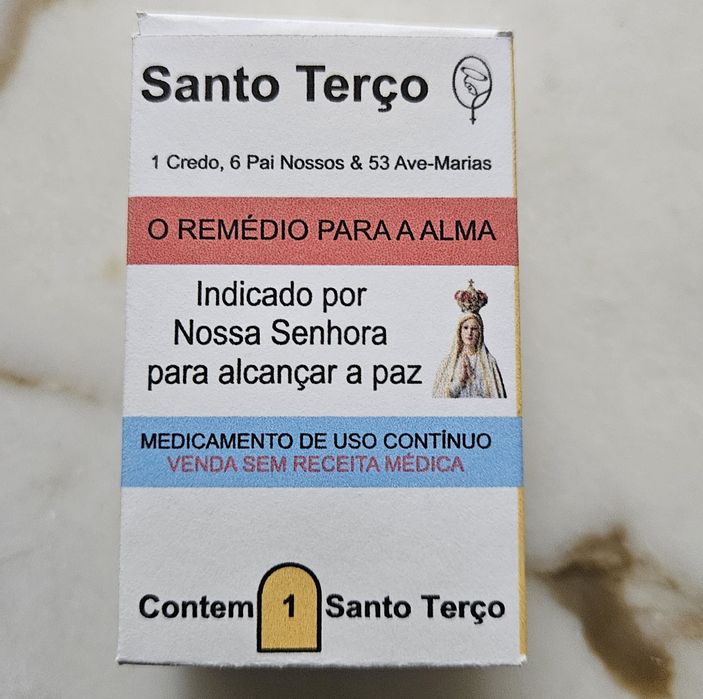 Santo Terço
1 Credo, 6 Pai Nossos & 53 Ave-Marias
O REMÉDIO PARA A ALMA
Indicado por
Nossa Senhora
para alcançar a paz
MEDICAMENTO DE USO CONTÍNUO
VENDA SEM RECEITA MÉDICA
Contem 1 Santo Terço